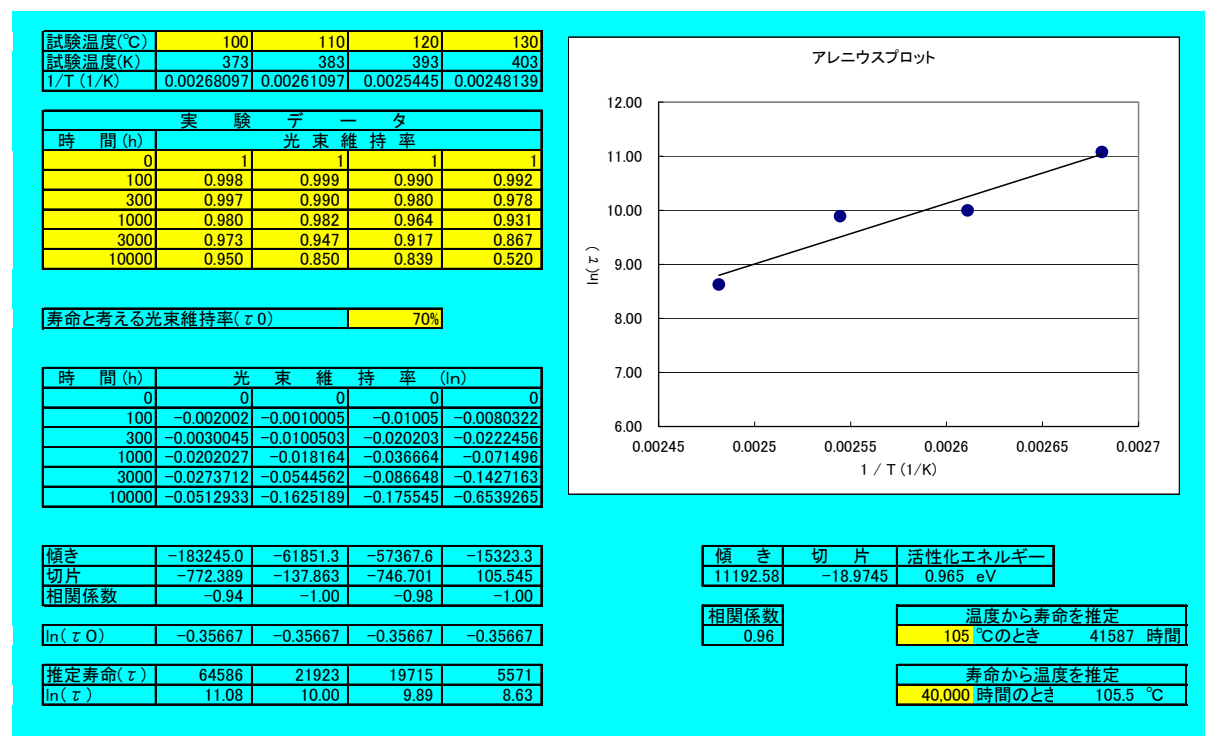 試験温度(℃) 100 110 120 130
試験温度(K) 373 383 393 403
1/T (1/K) 0.00268097 0.00261097 0.0025445 0.00248139
実 験 デ ー タ
時 間 (h) 光 束 維 持 率
0 1 1 1 1
100 0.998 0.999 0.990 0.992
300 0.997 0.990 0.980 0.978
1000 0.980 0.982 0.964 0.931
3000 0.973 0.947 0.917 0.867
10000 0.950 0.850 0.839 0.520
寿命と考える光束維持率(τ0) 70%
時 間 (h) 光 束 維 持 率 (ln)
0 0 0 0 0
100 -0.002002 -0.0010005 -0.01005 -0.0080322
300 -0.0030045 -0.0100503 -0.020203 -0.0222456
1000 -0.0202027 -0.018164 -0.036664 -0.071496
3000 -0.0273712 -0.0544562 -0.086648 -0.1427163
10000 -0.0512933 -0.1625189 -0.175545 -0.6539265
傾き -183245.0 -61851.3 -57367.6 -15323.3
切片 -772.389 -137.863 -746.701 105.545
相関係数 -0.94 -1.00 -0.98 -1.00
ln(τO) -0.35667 -0.35667 -0.35667 -0.35667
推定寿命(τ) 64586 21923 19715 5571
ln(τ) 11.08 10.00 9.89 8.63
アレニウスプロット
12.00
11.00
10.00
9.00
8.00
7.00
6.00
ln(τ)
0.00245 0.0025 0.00255 0.0026 0.00265 0.0027
1 / T (1/K)
傾 き 切 片 活性化エネルギー
11192.58 -18.9745 0.965 eV
相関係数
0.96
温度から寿命を推定
105 ℃のとき 41587 時間
寿命から温度を推定
40,000 時間のとき 105.5 ℃